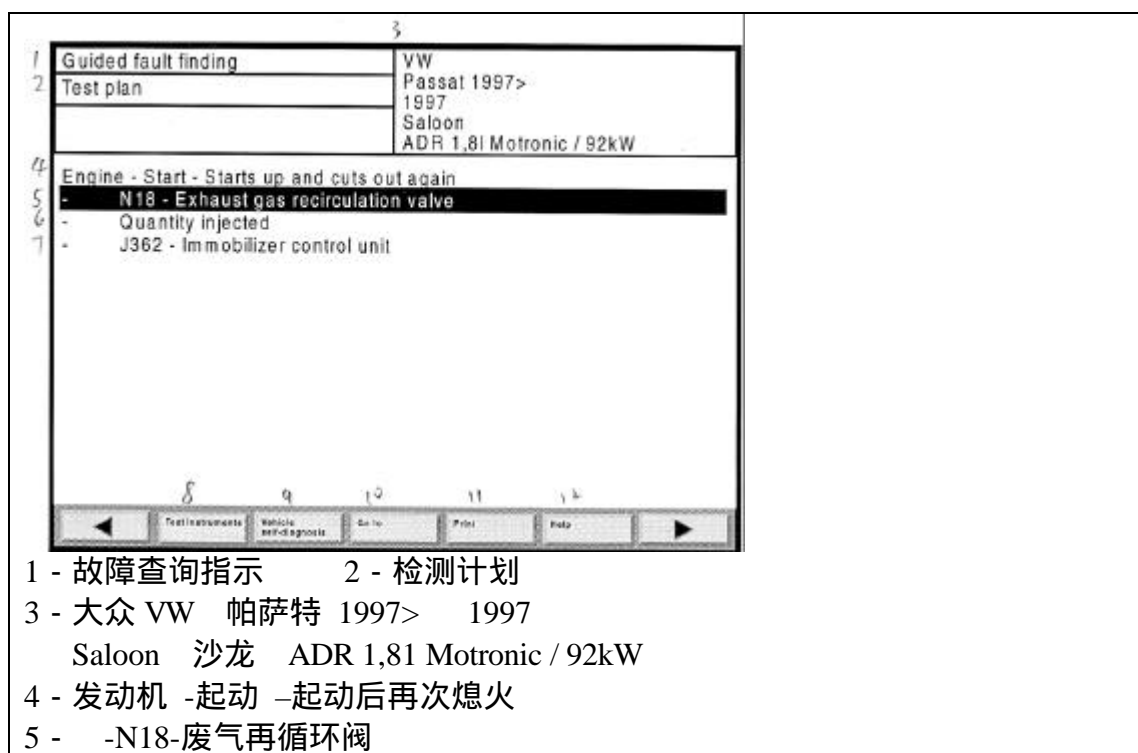 3
1 Guided fault finding
VW
2 Test plan
Passat 1997>
1997
Saloon
ADR 1,8l Motronic / 92kW
4 Engine - Start - Starts up and cuts out again
5 - N18 - Exhaust gas recirculation valve
6 - Quantity injected
7 - J362 - Immobilizer control unit
8 9 10 11 12
Test instruments Vehicle self-diagnosis Go to Print Help
1 - 故障查询指示 2 - 检测计划
3 - 大众 VW 帕萨特 1997> 1997
Saloon 沙龙 ADR 1,81 Motronic / 92kW
4 - 发动机 -起动 –起动后再次熄火
5 - -N18-废气再循环阀